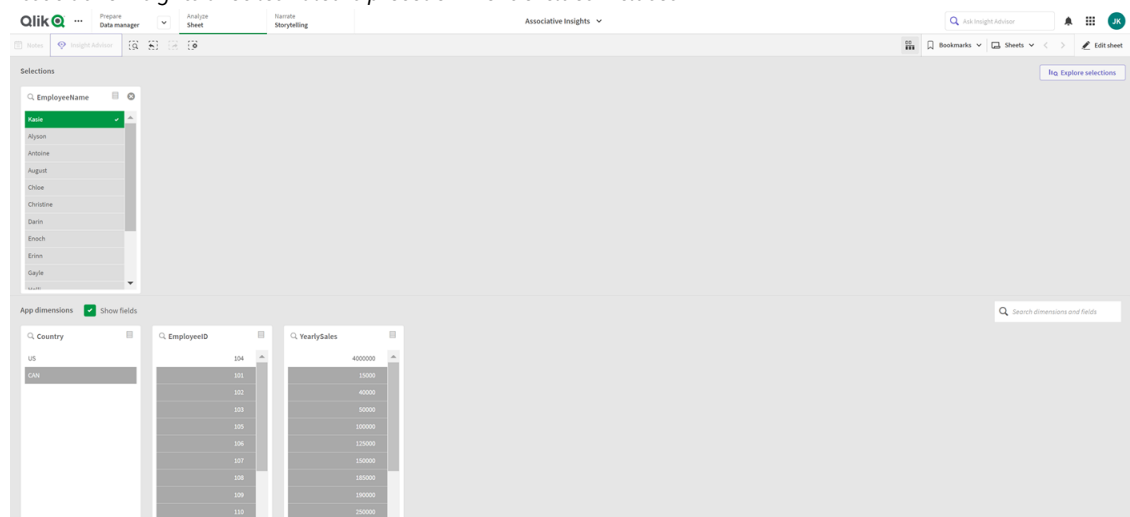 Qlik
Prepare
Data manager
Analyze
Sheet
Narrate
Storytelling
Associative Insights
Ask Insight Advisor
JK
Notes
Insight Advisor
Bookmarks
Sheets
Edit sheet
Selections
Explore selections
EmployeeName
Kasie
Alyson
Antoine
August
Chloe
Christine
Darin
Enoch
Erinn
Gayle
App dimensions
Show fields
Search dimensions and fields
Country
US
CAN
EmployeeID
104
101
102
103
105
106
107
108
109
110
YearlySales
4000000
15000
40000
50000
100000
125000
150000
185000
190000
250000